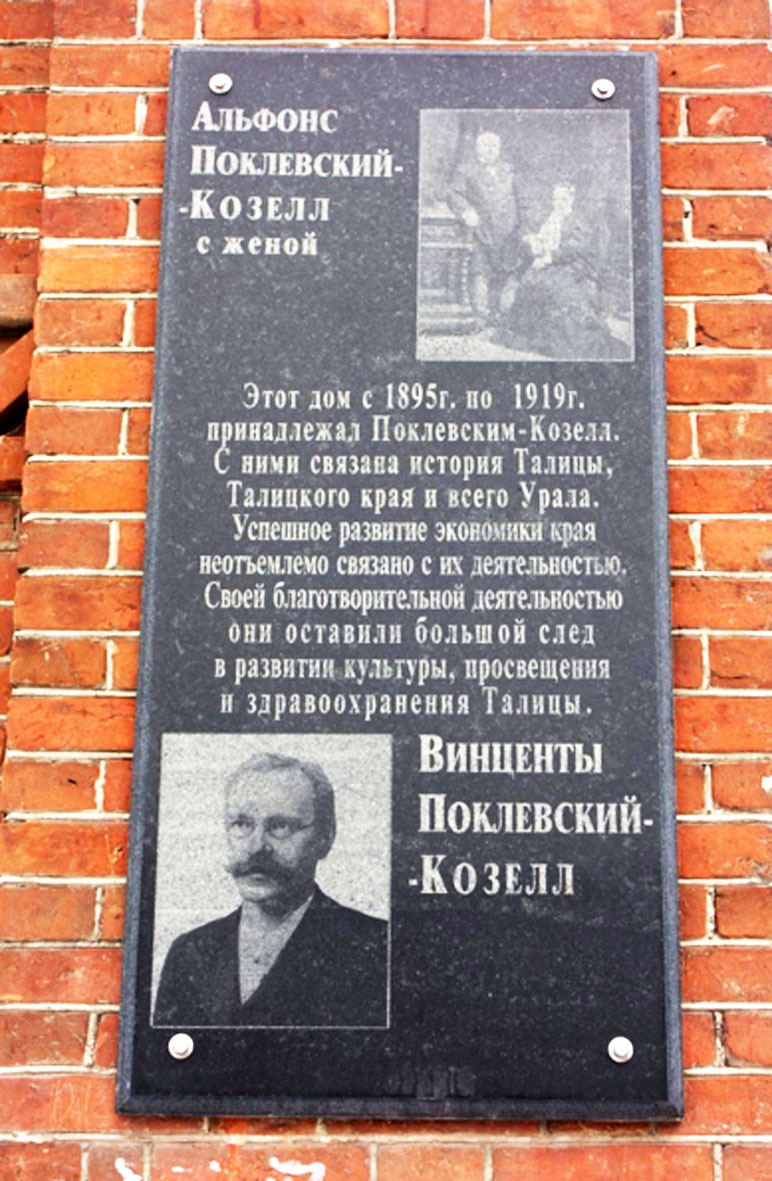 Альфонс
Поклевский-
-Козелл
с женой
Этот дом с 1895г. по 1919г.
принадлежал Поклевским-Козелл.
С ними связана история Талицы,
Талицкого края и всего Урала.
Успешное развитие экономики края
неотъемлемо связано с их деятельностью.
Своей благотворительной деятельностью
они оставили большой след
в развитии культуры, просвещения
и здравоохранения Талицы.
Винценты
Поклевский-
-Козелл